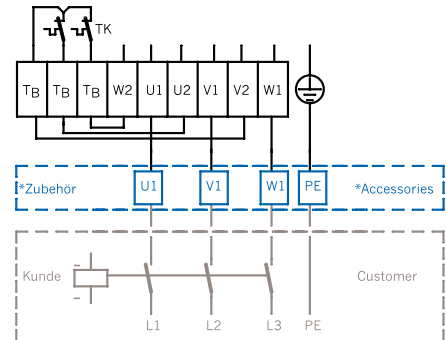 TK
TB TB TB W2 U1 U2 V1 V2 W1
*Zubehör U1 V1 W1 PE *Accessories
Kunde Customer
L1 L2 L3 PE